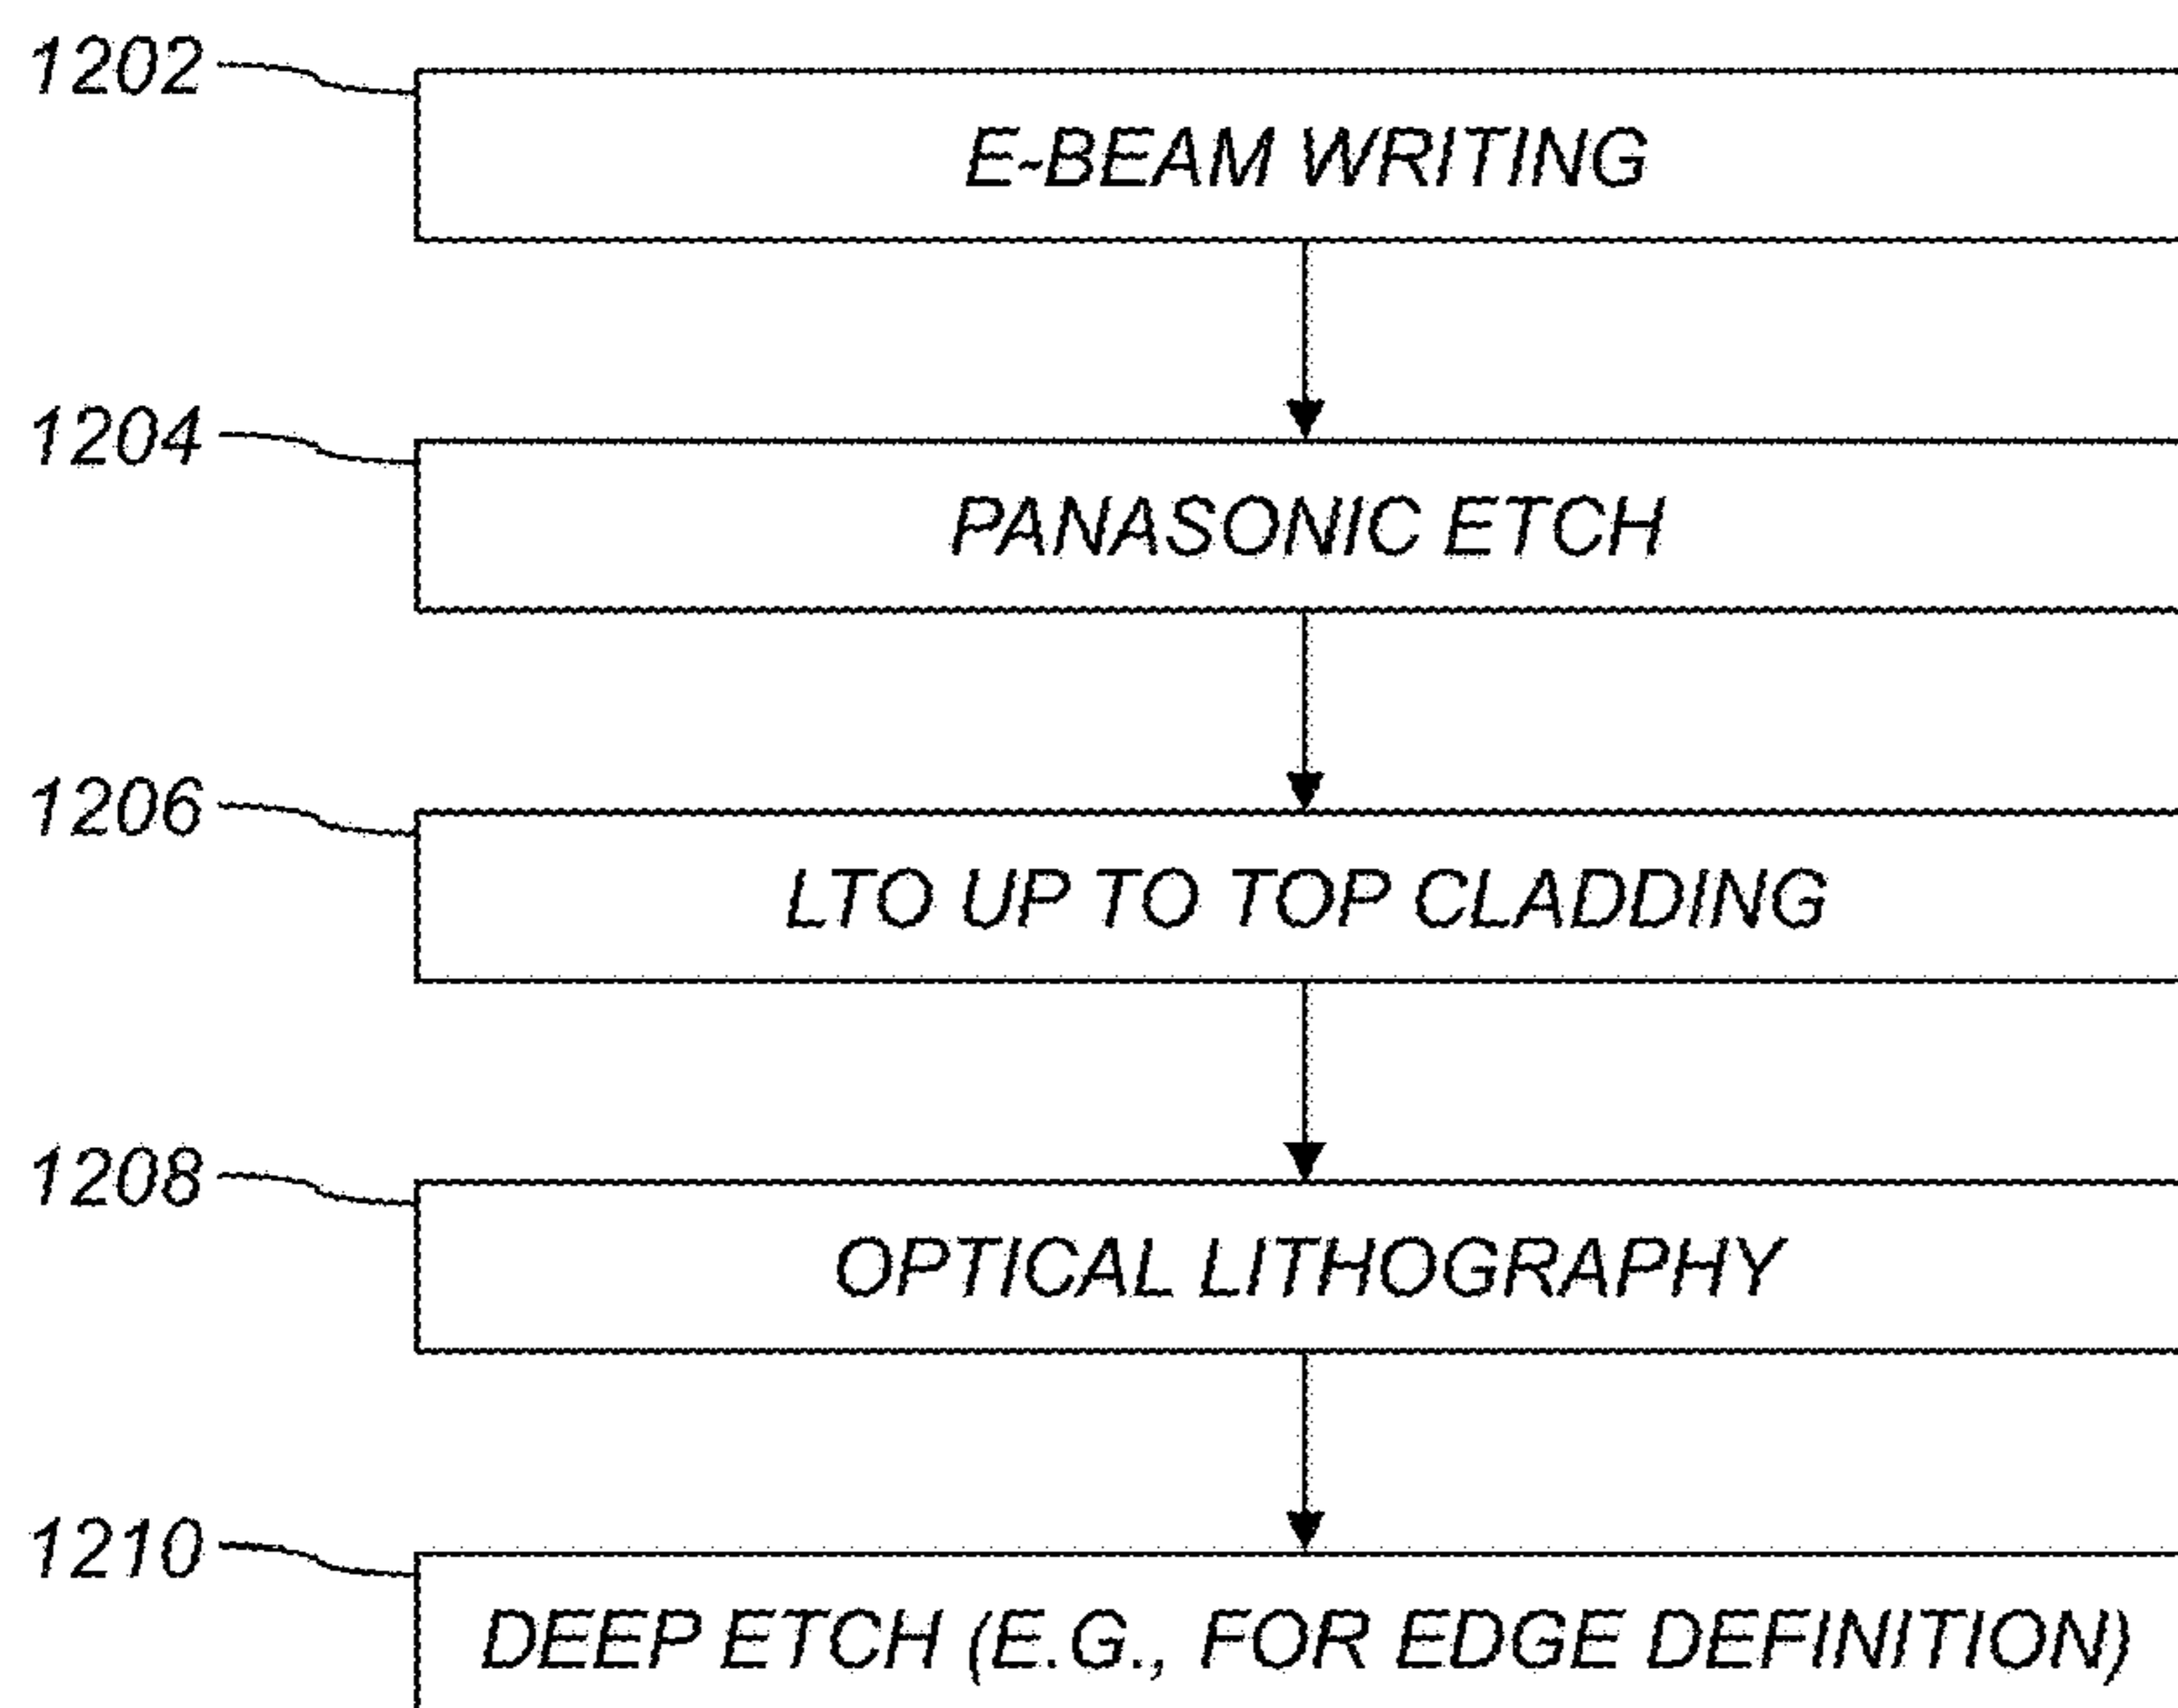 1202
E-BEAM WRITING
1204
PANASONIC ETCH
1206
LTO UP TO TOP CLADDING
1208
OPTICAL LITHOGRAPHY
1210
DEEP ETCH (E.G., FOR EDGE DEFINITION)